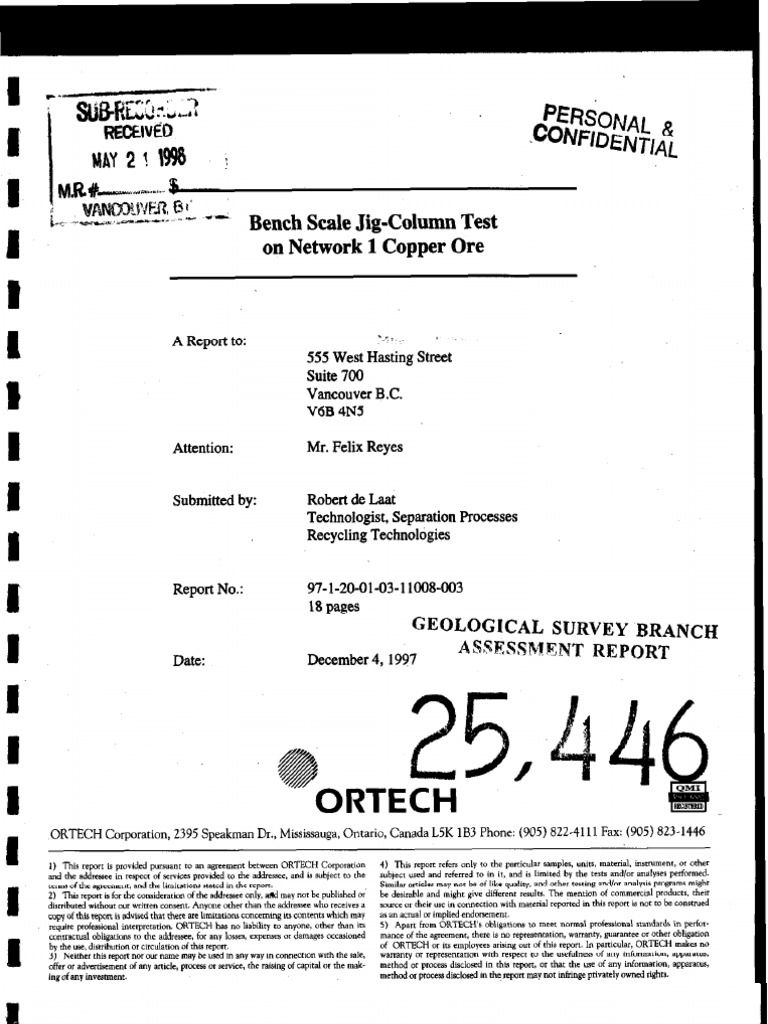 SUB-RECORDER
RECEIVED
MAY 21 1998
M.R. # $
VANCOUVER, B.
PERSONAL &
CONFIDENTIAL
Bench Scale Jig-Column Test
on Network 1 Copper Ore
A Report to:
555 West Hasting Street
Suite 700
Vancouver B.C.
V6B 4N5
Attention: Mr. Felix Reyes
Submitted by: Robert de Laat
Technologist, Separation Processes
Recycling Technologies
Report No.: 97-1-20-01-03-11008-003
18 pages
GEOLOGICAL SURVEY BRANCH
ASSESSMENT REPORT
Date: December 4, 1997
25,446
QMI
REGISTERED
ORTECH
ORTECH Corporation, 2395 Speakman Dr., Mississauga, Ontario, Canada L5K 1B3 Phone: (905) 822-4111 Fax: (905) 823-1446
1) This report is provided pursuant to an agreement between ORTECH Corporation
and the addressee in respect of services provided to the addressee, and is subject to the
terms of the agreement, and the limitations stated in the report.
2) This report is for the consideration of the addressee only, and may not be published or
distributed without our written consent. Anyone other than the addressee who receives a
copy of this report is advised that there are limitations concerning its contents which may
require professional interpretation. ORTECH has no liability to anyone, other than its
contractual obligations to the addressee, for any losses, expenses or damages occasioned
by the use, distribution or circulation of this report.
3) Neither this report nor our name may be used in any way in connection with the sale,
offer or advertisement of any article, process or service, the raising of capital or the mak-
ing of any investment.
4) This report refers only to the particular samples, units, material, instrument, or other
subject used and referred to in it, and is limited by the tests and/or analyses performed.
Similar articles may not be of like quality, and other testing and/or analysis programs might
be desirable and might give different results. The mention of commercial products, their
source or their use in connection with material reported in this report is not to be construed
as an actual or implied endorsement.
5) Apart from ORTECH's obligations to meet normal professional standards in perfor-
mance of the agreement, there is no representation, warranty, guarantee or other obligation
of ORTECH or its employees arising out of this report. In particular, ORTECH makes no
warranty or representation with respect to the usefulness of any information, apparatus,
method or process disclosed in this report, or that the use of any information, apparatus,
method or process disclosed in the report may not infringe privately owned rights.